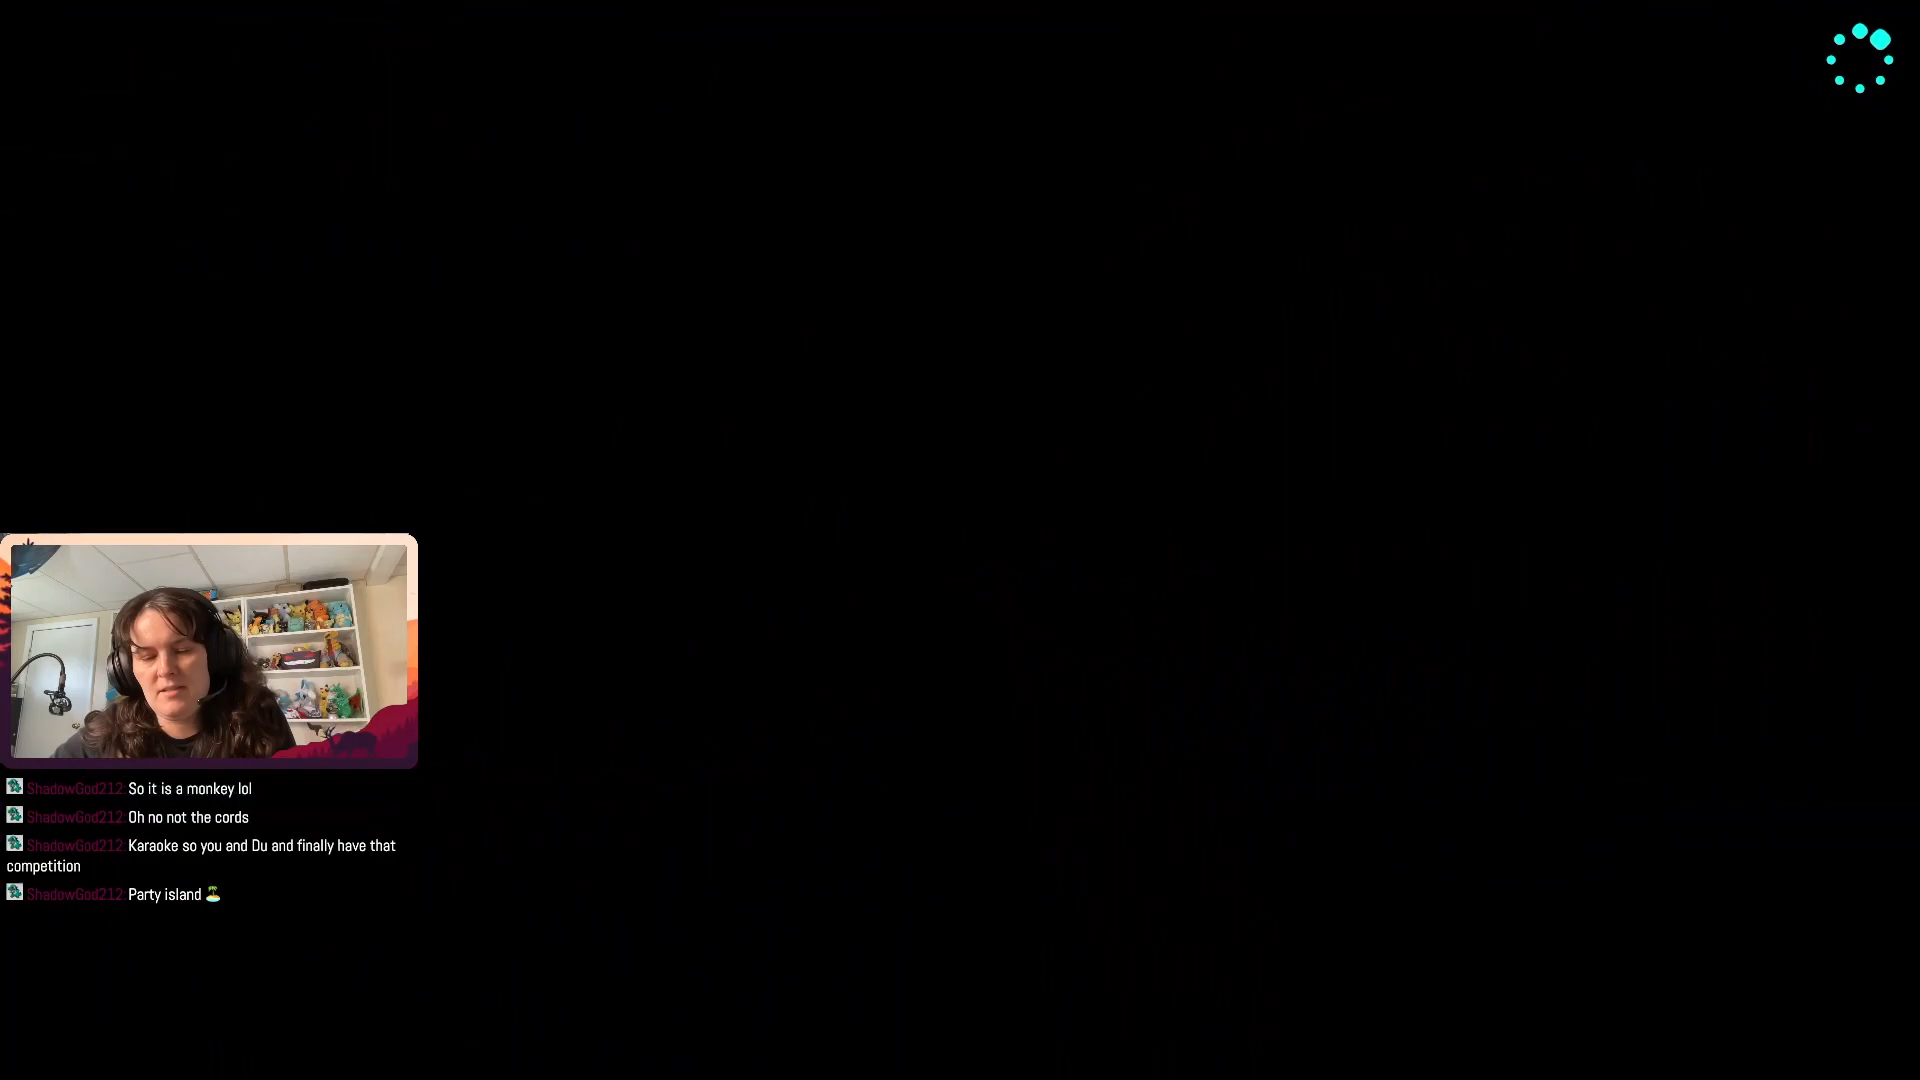 ShadowGod212: So it is a monkey lol
ShadowGod212: Oh no not the cords
ShadowGod212: Karaoke so you and Du and finally have that
competition
ShadowGod212: Party island 🏝️